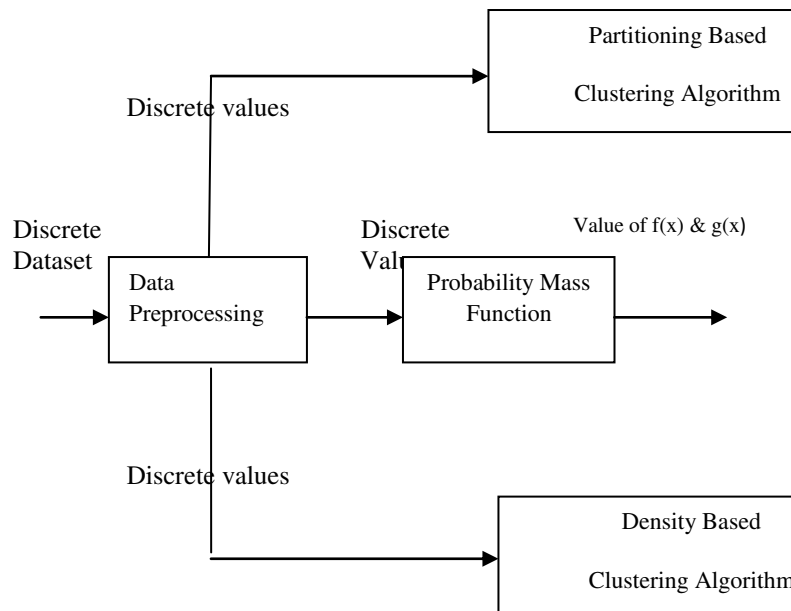 Partitioning Based
Clustering Algorithm
Discrete values
Discrete
Dataset
Discrete
Valu
Value of f(x) & g(x)
Data
Preprocessing
Probability Mass
Function
Discrete values
Density Based
Clustering Algorithm